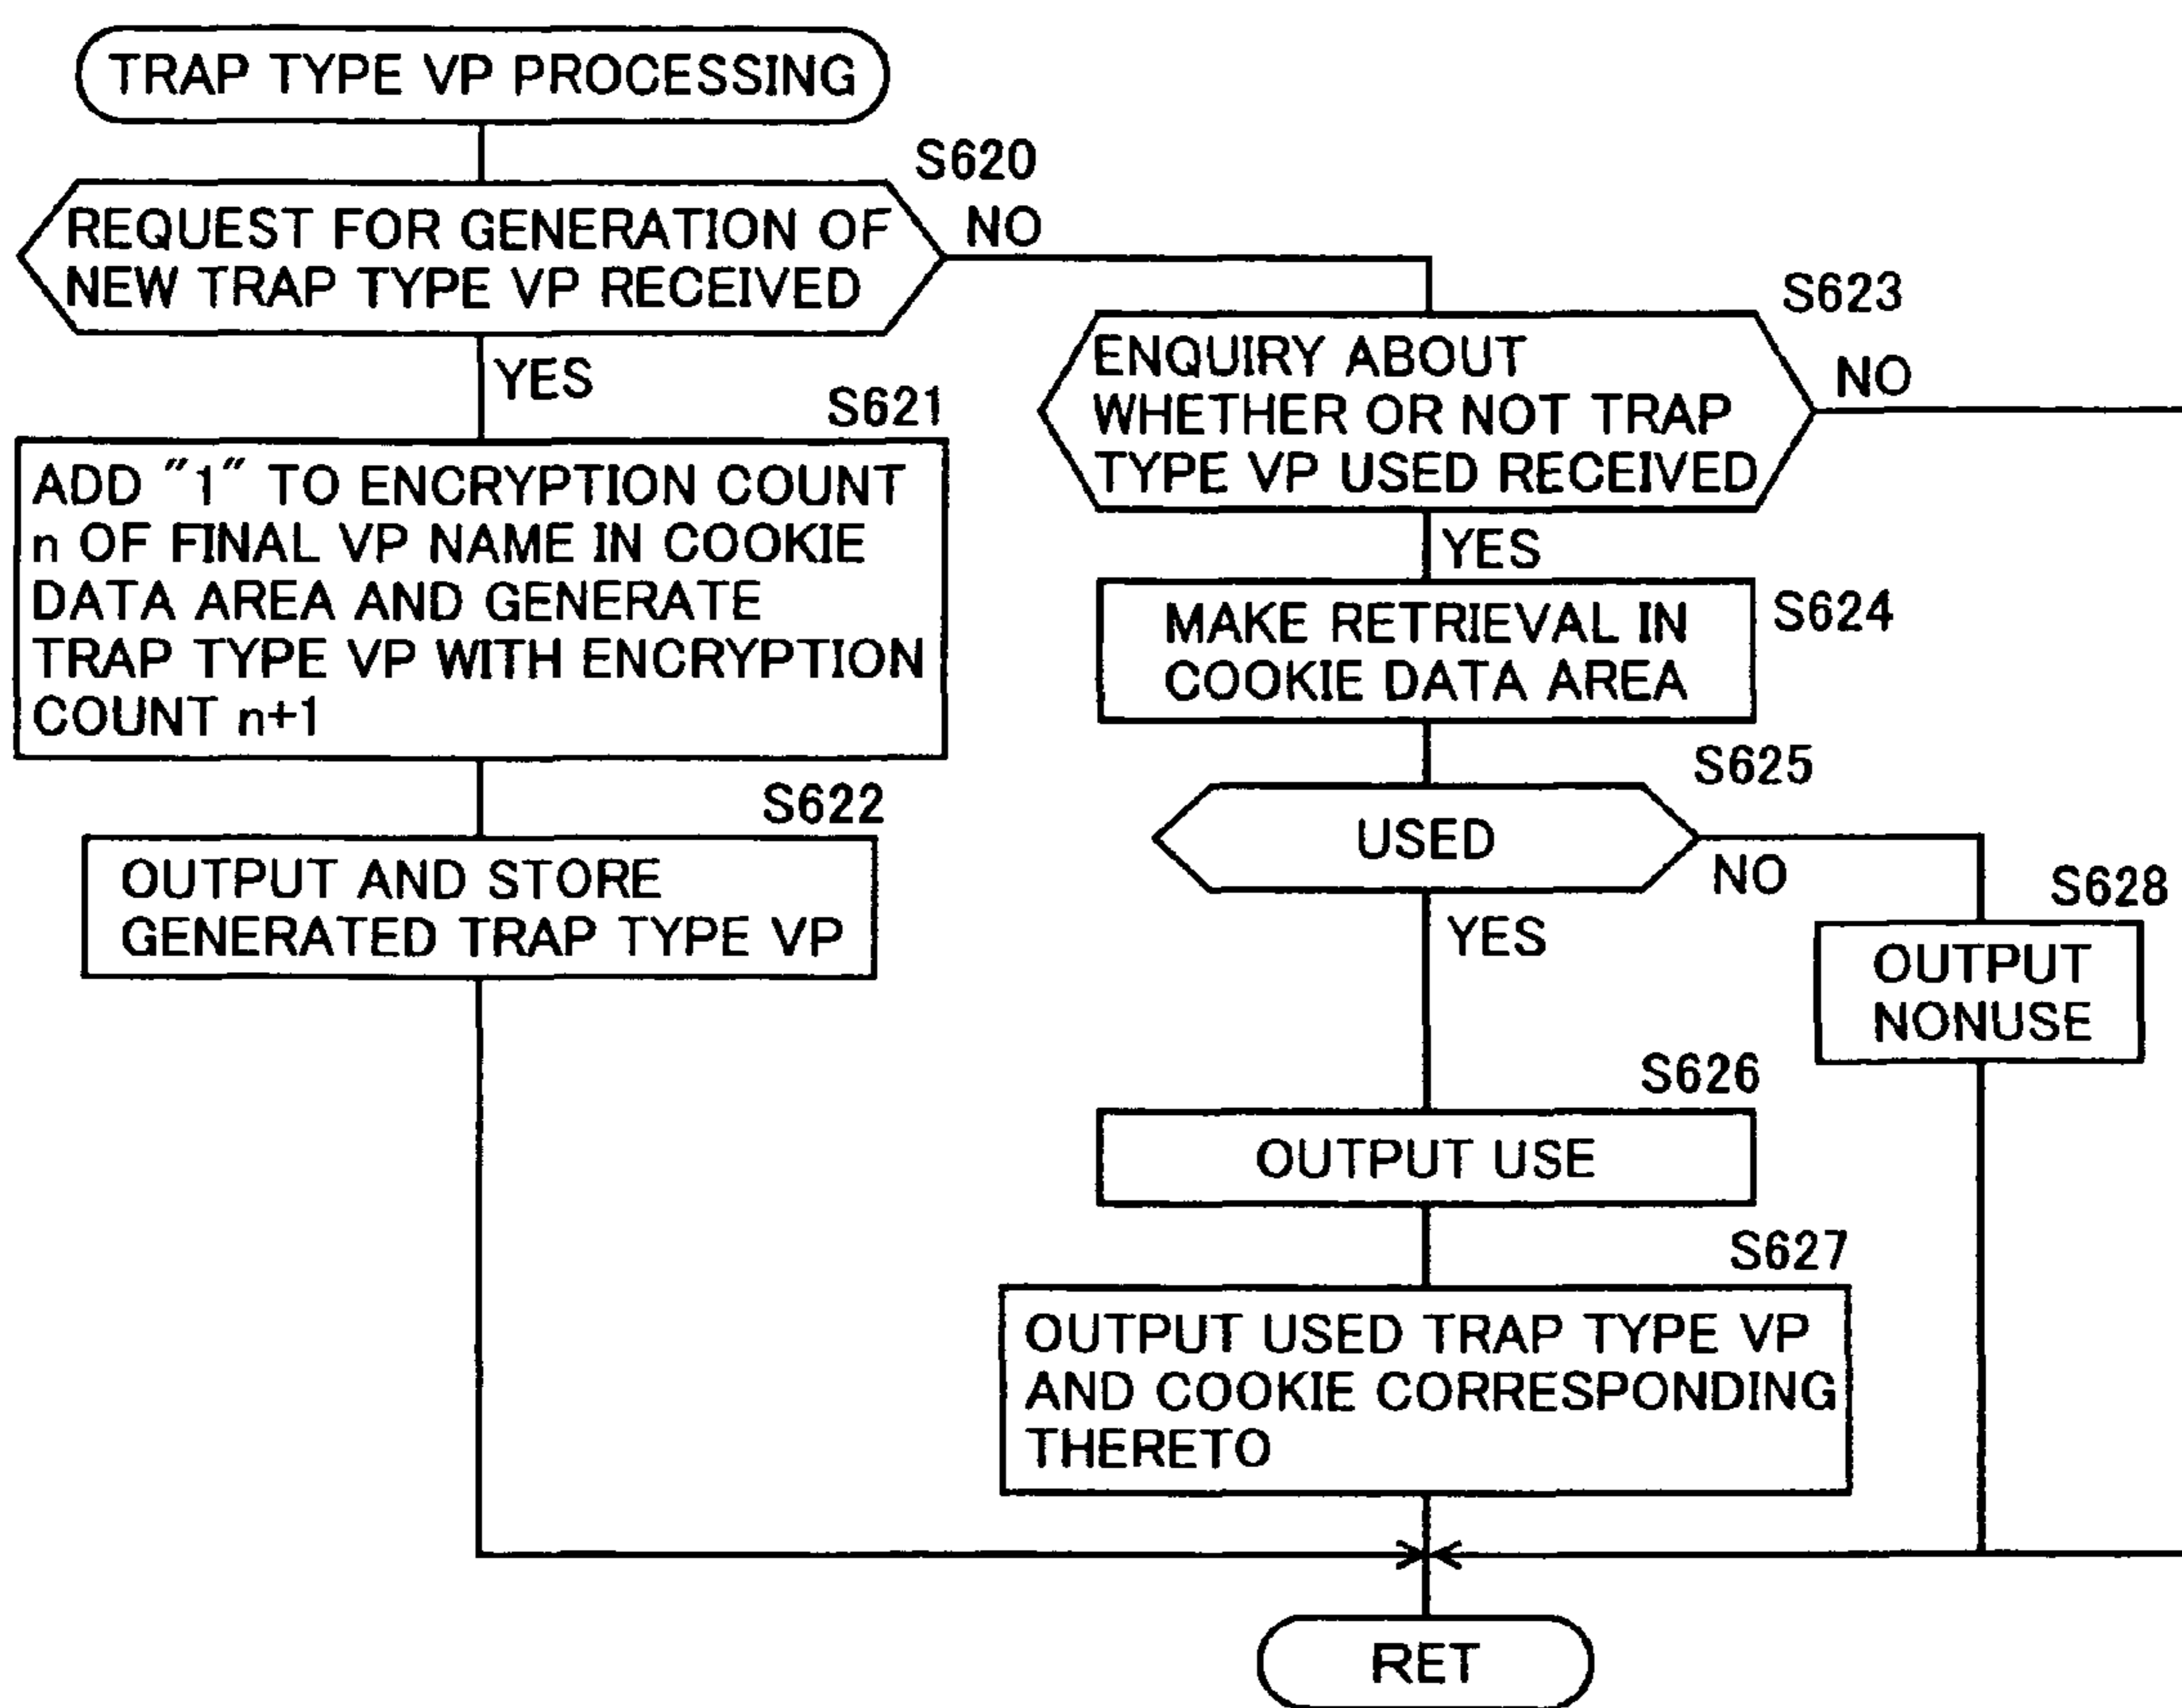 TRAP TYPE VP PROCESSING
S620
REQUEST FOR GENERATION OF
NEW TRAP TYPE VP RECEIVED
NO
YES
S621
ADD "1" TO ENCRYPTION COUNT
n OF FINAL VP NAME IN COOKIE
DATA AREA AND GENERATE
TRAP TYPE VP WITH ENCRYPTION
COUNT n+1
S622
OUTPUT AND STORE
GENERATED TRAP TYPE VP
S623
ENQUIRY ABOUT
WHETHER OR NOT TRAP
TYPE VP USED RECEIVED
NO
YES
S624
MAKE RETRIEVAL IN
COOKIE DATA AREA
S625
USED
NO
YES
S628
OUTPUT
NONUSE
S626
OUTPUT USE
S627
OUTPUT USED TRAP TYPE VP
AND COOKIE CORRESPONDING
THERETO
RET